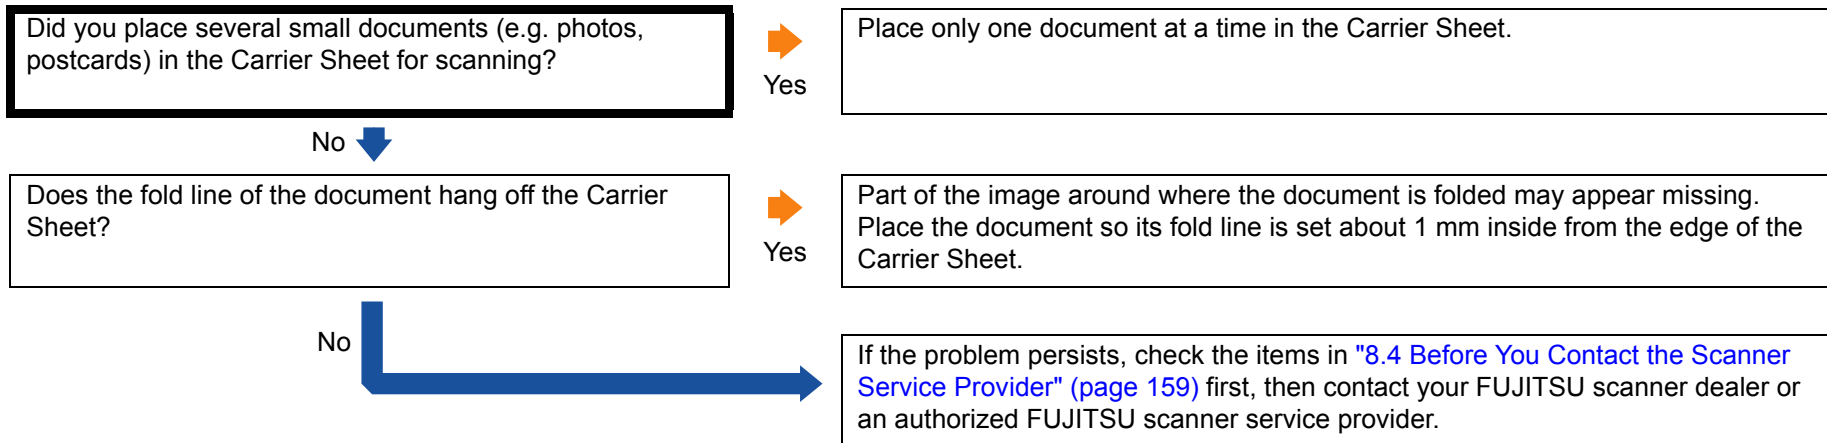 Did you place several small documents (e.g. photos,
postcards) in the Carrier Sheet for scanning?
Yes
Place only one document at a time in the Carrier Sheet.
No
Does the fold line of the document hang off the Carrier
Sheet?
Yes
Part of the image around where the document is folded may appear missing.
Place the document so its fold line is set about 1 mm inside from the edge of the
Carrier Sheet.
No
If the problem persists, check the items in "8.4 Before You Contact the Scanner
Service Provider" (page 159) first, then contact your FUJITSU scanner dealer or
an authorized FUJITSU scanner service provider.